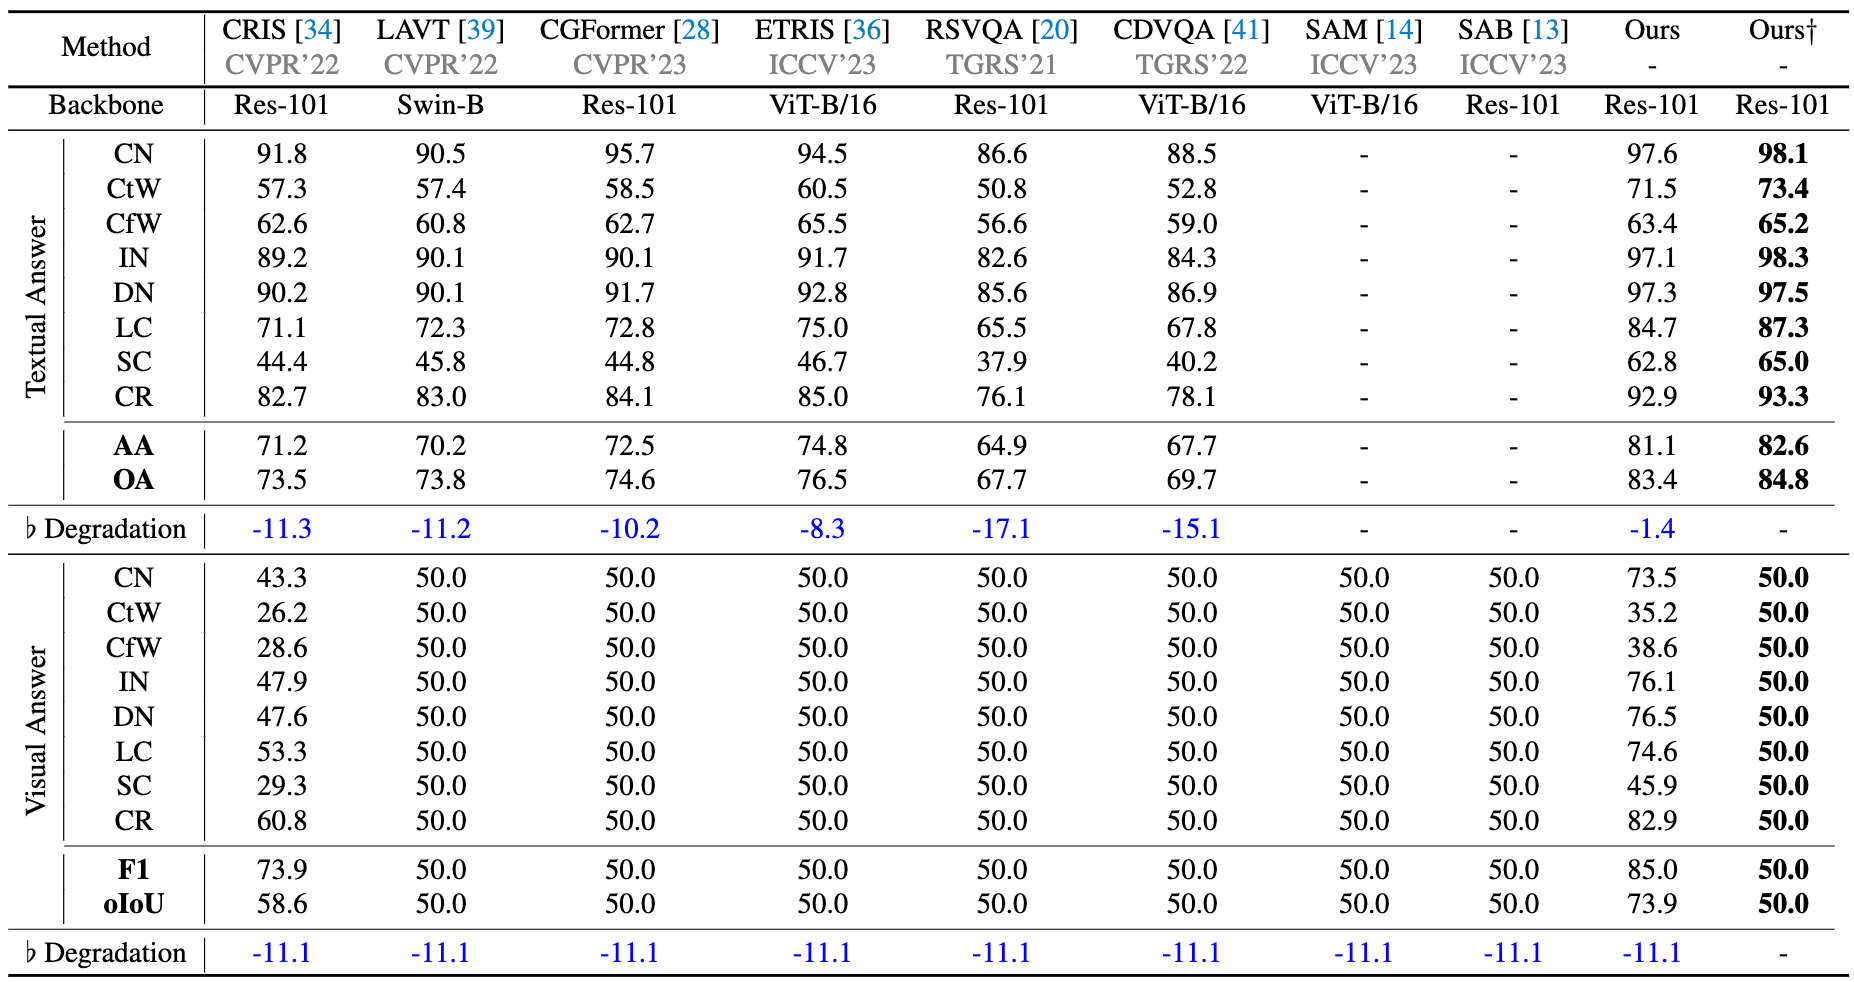 Method CRIS [34] LAVT [39] CGFormer [28] ETRIS [36] RSVQA [20] CDVQA [41] SAM [14] SAB [13] Ours Ours†
CVPR’22 CVPR’22 CVPR’23 ICCV’23 TGRS’21 TGRS’22 ICCV’23 ICCV’23 - -
Backbone Res-101 Swin-B Res-101 ViT-B/16 Res-101 ViT-B/16 ViT-B/16 Res-101 Res-101 Res-101
Textual Answer
CN 91.8 90.5 95.7 94.5 86.6 88.5 - - 97.6 98.1
CtW 57.3 57.4 58.5 60.5 50.8 52.8 - - 71.5 73.4
CfW 62.6 60.8 62.7 65.5 56.6 59.0 - - 63.4 65.2
IN 89.2 90.1 90.1 91.7 82.6 84.3 - - 97.1 98.3
DN 90.2 90.1 91.7 92.8 85.6 86.9 - - 97.3 97.5
LC 71.1 72.3 72.8 75.0 65.5 67.8 - - 84.7 87.3
SC 44.4 45.8 44.8 46.7 37.9 40.2 - - 62.8 65.0
CR 82.7 83.0 84.1 85.0 76.1 78.1 - - 92.9 93.3
AA 71.2 70.2 72.5 74.8 64.9 67.7 - - 81.1 82.6
OA 73.5 73.8 74.6 76.5 67.7 69.7 - - 83.4 84.8
♭ Degradation -11.3 -11.2 -10.2 -8.3 -17.1 -15.1 - - -1.4 -
Visual Answer
CN 43.3 50.0 50.0 50.0 50.0 50.0 50.0 50.0 73.5 50.0
CtW 26.2 50.0 50.0 50.0 50.0 50.0 50.0 50.0 35.2 50.0
CfW 28.6 50.0 50.0 50.0 50.0 50.0 50.0 50.0 38.6 50.0
IN 47.9 50.0 50.0 50.0 50.0 50.0 50.0 50.0 76.1 50.0
DN 47.6 50.0 50.0 50.0 50.0 50.0 50.0 50.0 76.5 50.0
LC 53.3 50.0 50.0 50.0 50.0 50.0 50.0 50.0 74.6 50.0
SC 29.3 50.0 50.0 50.0 50.0 50.0 50.0 50.0 45.9 50.0
CR 60.8 50.0 50.0 50.0 50.0 50.0 50.0 50.0 82.9 50.0
F1 73.9 50.0 50.0 50.0 50.0 50.0 50.0 50.0 85.0 50.0
oIoU 58.6 50.0 50.0 50.0 50.0 50.0 50.0 50.0 73.9 50.0
♭ Degradation -11.1 -11.1 -11.1 -11.1 -11.1 -11.1 -11.1 -11.1 -11.1 -